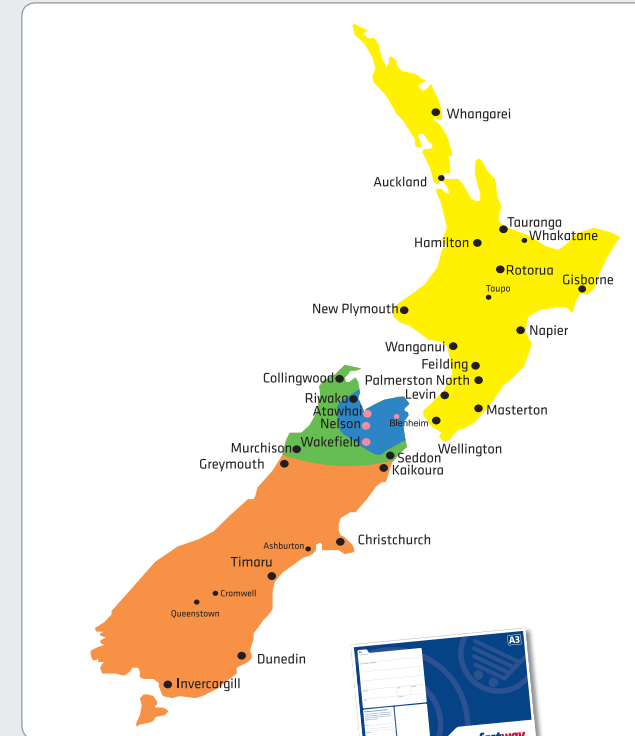 Whangarei
Auckland
Tauranga
Whakatane
Hamilton
Rotorua
Gisborne
Taupo
New Plymouth
Napier
Wanganui
Feilding
Collingwood
Palmerston North
Riwaka
Levin
Atawhai
Masterton
Nelson
Blenheim
Murchison
Wakefield
Wellington
Seddon
Greymouth
Kaikoura
Christchurch
Ashburton
Timaru
Cromwell
Queenstown
Dunedin
Invercargill
A3